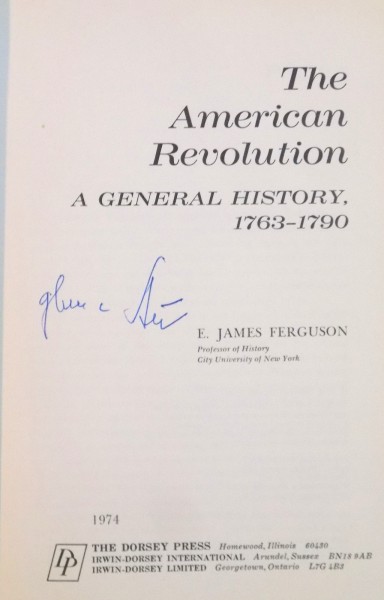 The
American
Revolution
A GENERAL HISTORY,
1763-1790
E. JAMES FERGUSON
Professor of History
City University of New York
1974
DP
THE DORSEY PRESS Homewood, Illinois 60430
IRWIN-DORSEY INTERNATIONAL Arundel, Sussex BN18 9AB
IRWIN-DORSEY LIMITED Georgetown, Ontario L7G 4B3